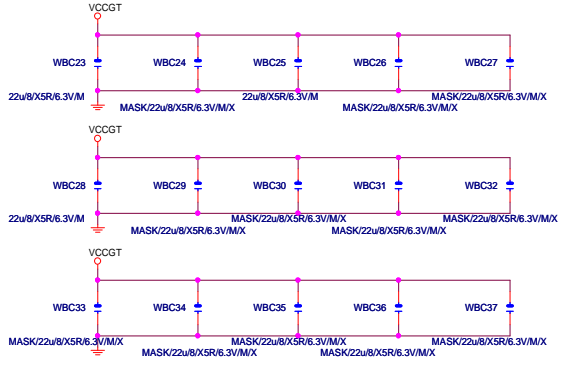 VCCGT
WBC23 WBC24 WBC25 WBC26 WBC27
22u/8/X5R/6.3V/M 22u/8/X5R/6.3V/M MASK/22u/8/X5R/6.3V/M/X
MASK/22u/8/X5R/6.3V/M/X MASK/22u/8/X5R/6.3V/M/X
VCCGT
WBC28 WBC29 WBC30 WBC31 WBC32
22u/8/X5R/6.3V/M MASK/22u/8/X5R/6.3V/M/X MASK/22u/8/X5R/6.3V/M/X
MASK/22u/8/X5R/6.3V/M/X MASK/22u/8/X5R/6.3V/M/X
VCCGT
WBC33 WBC34 WBC35 WBC36 WBC37
MASK/22u/8/X5R/6.3V/M/X MASK/22u/8/X5R/6.3V/M/X MASK/22u/8/X5R/6.3V/M/X
MASK/22u/8/X5R/6.3V/M/X MASK/22u/8/X5R/6.3V/M/X